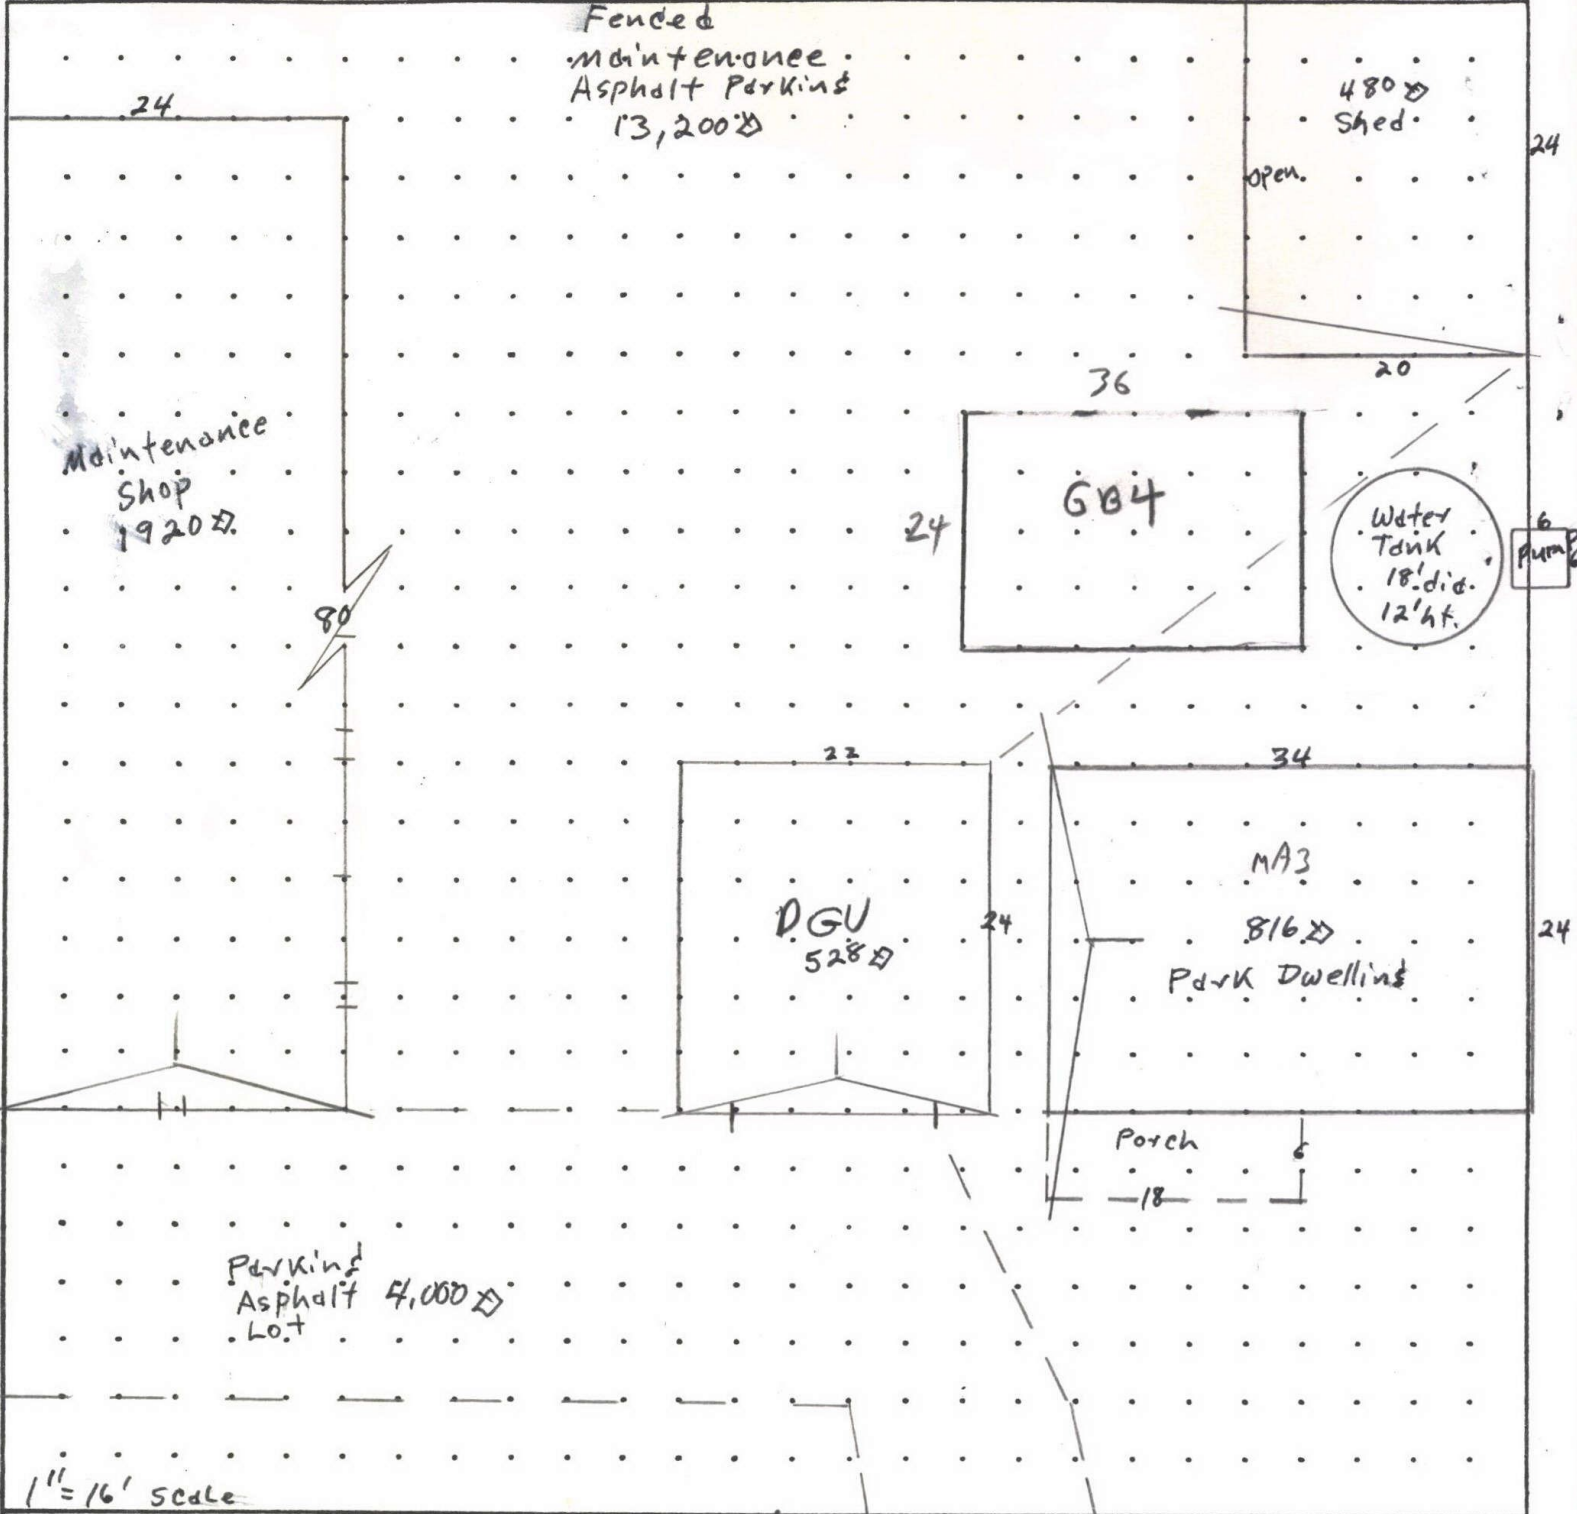 Fenced
Maintenance
Asphalt Parking
13,200
480
Shed
24
24
open
20
36
Maintenance
Shop
1920
GB4
24
Water
Tank
18' dia.
12' ht.
6
Pump
6
80
22
34
MA3
DGU
528
24
816
Park Dwelling
24
Porch
6
18
Parking
Asphalt 4,000
Lot
1"=16' scale